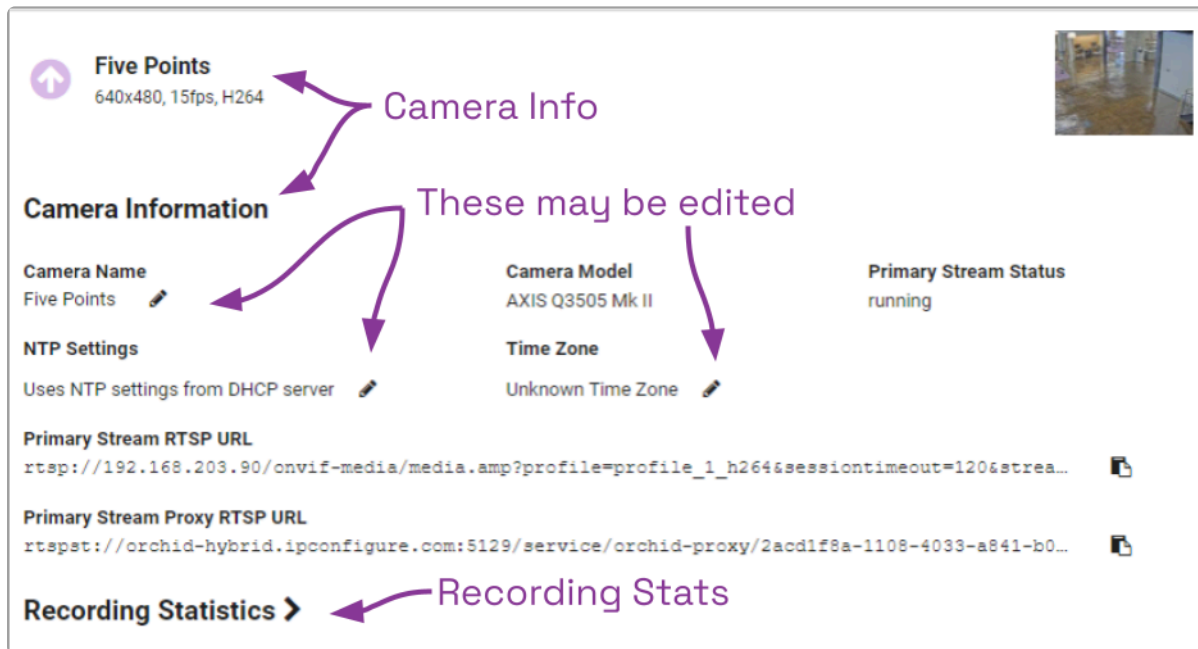 Five Points
640x480, 15fps, H264
Camera Info
Camera Information
These may be edited
Camera Name
Five Points
Camera Model
AXIS Q3505 Mk II
Primary Stream Status
running
NTP Settings
Uses NTP settings from DHCP server
Time Zone
Unknown Time Zone
Primary Stream RTSP URL
rtsp://192.168.203.90/onvif-media/media.amp?profile=profile_1_h264&sessiontimeout=120&strea…
Primary Stream Proxy RTSP URL
rtspst://orchid-hybrid.ipconfigure.com:5129/service/orchid-proxy/2acd1f8a-1108-4033-a841-b0…
Recording Stats
Recording Statistics